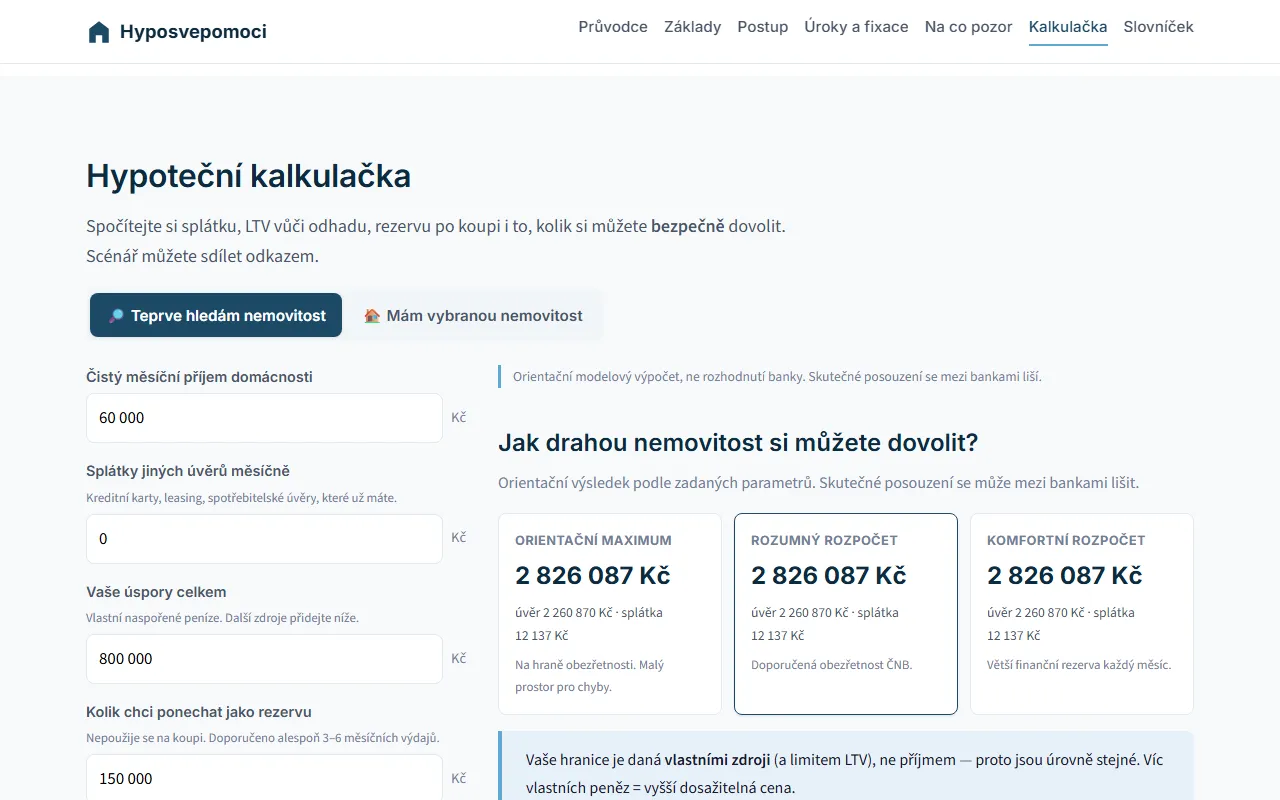 Hyposvepomoci
Průvodce Základy Postup Úroky a fixace Na co pozor Kalkulačka Slovníček
Hypoteční kalkulačka
Spočítejte si splátku, LTV vůči odhadu, rezervu po koupi i to, kolik si můžete bezpečně dovolit.
Scénář můžete sdílet odkazem.
Teprve hledám nemovitost
Mám vybranou nemovitost
Čistý měsíční příjem domácnosti
60 000 Kč
Splátky jiných úvěrů měsíčně
Kreditní karty, leasing, spotřebitelské úvěry, které už máte.
0 Kč
Vaše úspory celkem
Vlastní naspořené peníze. Další zdroje přidejte níže.
800 000 Kč
Kolik chci ponechat jako rezervu
Nepoužije se na koupi. Doporučeno alespoň 3–6 měsíčních výdajů.
150 000 Kč
Orientační modelový výpočet, ne rozhodnutí banky. Skutečné posouzení se mezi bankami liší.
Jak drahou nemovitost si můžete dovolit?
Orientační výsledek podle zadaných parametrů. Skutečné posouzení se může mezi bankami lišit.
ORIENTAČNÍ MAXIMUM
2 826 087 Kč
úvěr 2 260 870 Kč · splátka
12 137 Kč
Na hraně obezřetnosti. Malý
prostor pro chyby.
ROZUMNÝ ROZPOČET
2 826 087 Kč
úvěr 2 260 870 Kč · splátka
12 137 Kč
Doporučená obezřetnost ČNB.
KOMFORTNÍ ROZPOČET
2 826 087 Kč
úvěr 2 260 870 Kč · splátka
12 137 Kč
Větší finanční rezerva každý měsíc.
Vaše hranice je daná vlastními zdroji (a limitem LTV), ne příjmem — proto jsou úrovně stejné. Víc
vlastních peněz = vyšší dosažitelná cena.